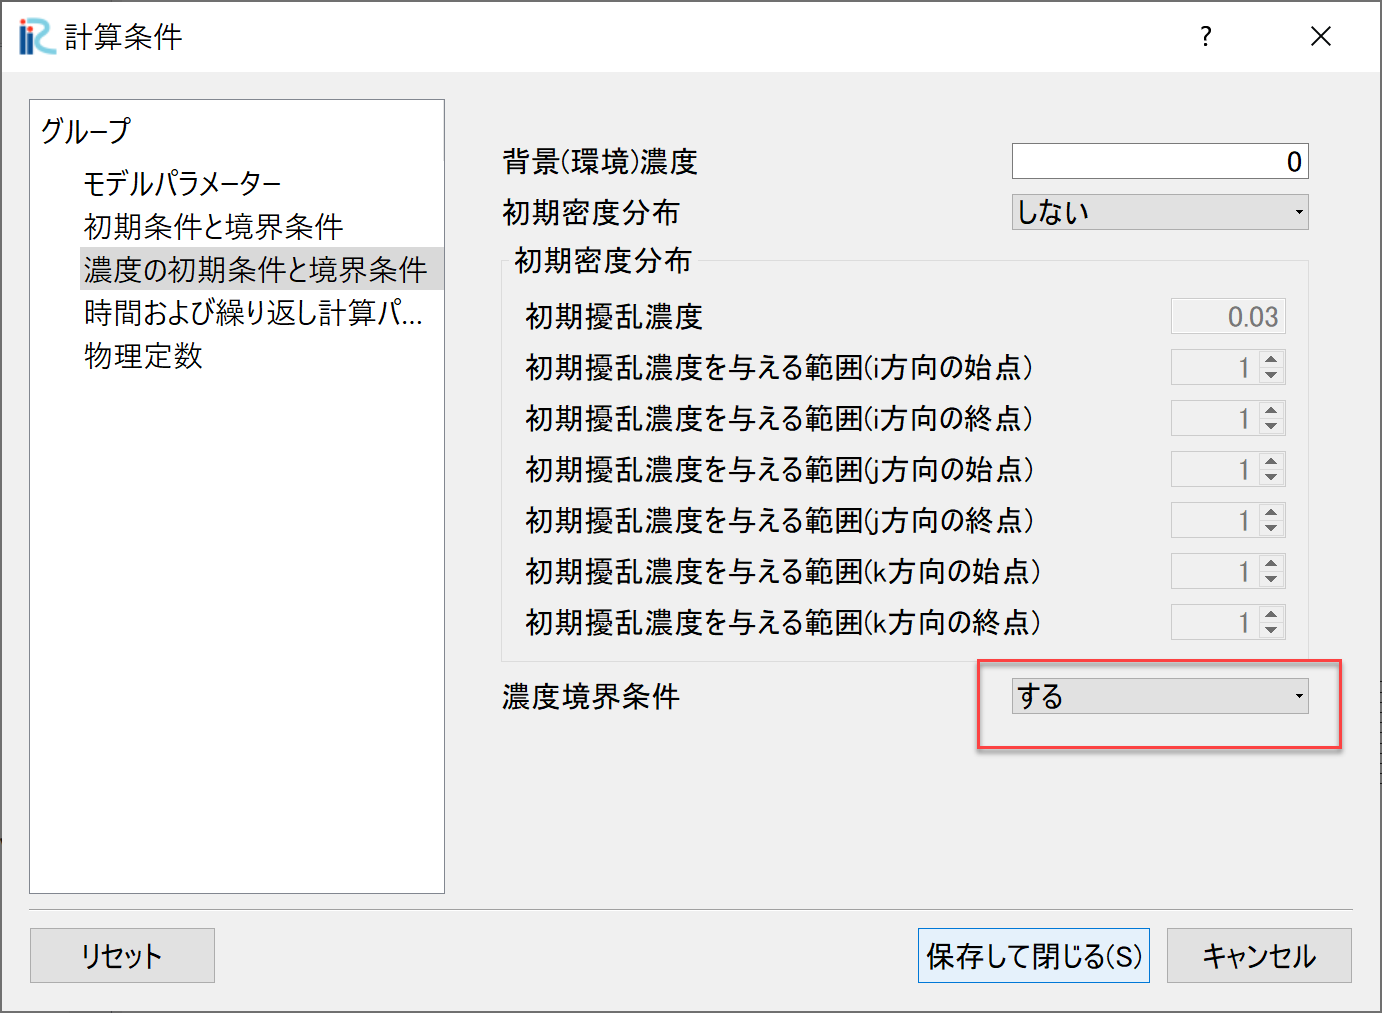 iRIC 計算条件 ?
グループ
モデルパラメーター
初期条件と境界条件
濃度の初期条件と境界条件
時間および繰り返し計算パ...
物理定数
背景(環境)濃度 0
初期密度分布 しない
初期密度分布
初期擾乱濃度 0.03
初期擾乱濃度を与える範囲(i方向の始点) 1
初期擾乱濃度を与える範囲(i方向の終点) 1
初期擾乱濃度を与える範囲(j方向の始点) 1
初期擾乱濃度を与える範囲(j方向の終点) 1
初期擾乱濃度を与える範囲(k方向の始点) 1
初期擾乱濃度を与える範囲(k方向の終点) 1
濃度境界条件 する
リセット 保存して閉じる(S) キャンセル